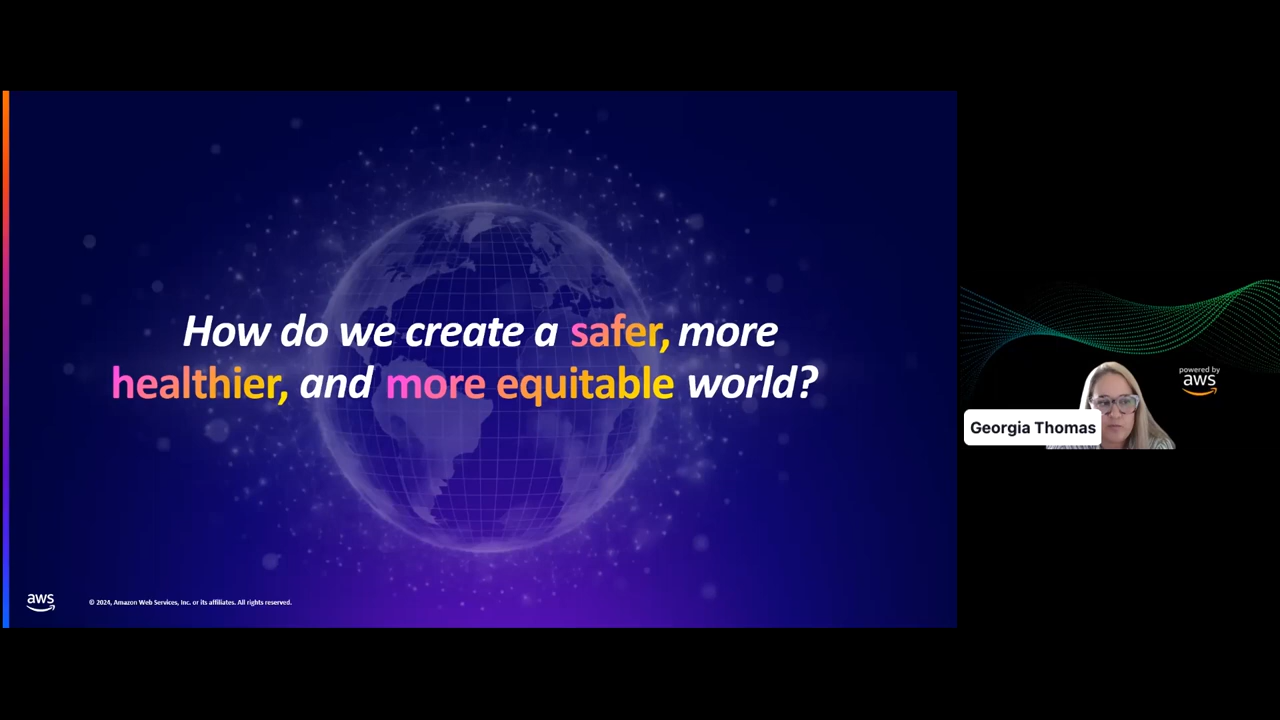 How do we create a safer, more
healthier, and more equitable world?
aws
© 2024, Amazon Web Services, Inc. or its affiliates. All rights reserved.
powered by
aws
Georgia Thomas